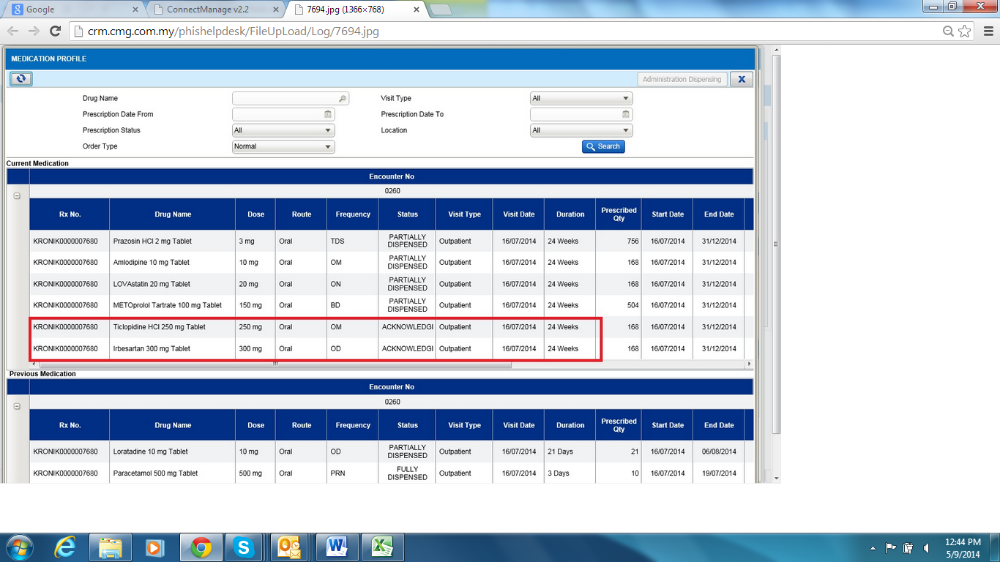 Google
ConnectManage v2.2
7694.jpg (1366×768)
crm.cmg.com.my/phishelpdesk/FileUpLoad/Log/7694.jpg
MEDICATION PROFILE
Administration Dispensing X
Drug Name Visit Type All
Prescription Date From Prescription Date To
Prescription Status All Location All
Order Type Normal Search
Current Medication
Encounter No
0260
Rx No. Drug Name Dose Route Frequency Status Visit Type Visit Date Duration Prescribed Qty Start Date End Date
KRONIK0000007680 Prazosin HCl 2 mg Tablet 3 mg Oral TDS PARTIALLY DISPENSED Outpatient 16/07/2014 24 Weeks 756 16/07/2014 31/12/2014
KRONIK0000007680 Amlodipine 10 mg Tablet 10 mg Oral OM PARTIALLY DISPENSED Outpatient 16/07/2014 24 Weeks 168 16/07/2014 31/12/2014
KRONIK0000007680 LOVAstatin 20 mg Tablet 20 mg Oral ON PARTIALLY DISPENSED Outpatient 16/07/2014 24 Weeks 168 16/07/2014 31/12/2014
KRONIK0000007680 METOprolol Tartrate 100 mg Tablet 150 mg Oral BD PARTIALLY DISPENSED Outpatient 16/07/2014 24 Weeks 504 16/07/2014 31/12/2014
KRONIK0000007680 Ticlopidine HCl 250 mg Tablet 250 mg Oral OM ACKNOWLEDGI Outpatient 16/07/2014 24 Weeks 168 16/07/2014 31/12/2014
KRONIK0000007680 Irbesartan 300 mg Tablet 300 mg Oral OD ACKNOWLEDGI Outpatient 16/07/2014 24 Weeks 168 16/07/2014 31/12/2014
Previous Medication
Encounter No
0260
Rx No. Drug Name Dose Route Frequency Status Visit Type Visit Date Duration Prescribed Qty Start Date End Date
KRONIK0000007680 Loratadine 10 mg Tablet 10 mg Oral OD PARTIALLY DISPENSED Outpatient 16/07/2014 21 Days 21 16/07/2014 06/08/2014
KRONIK0000007680 Paracetamol 500 mg Tablet 500 mg Oral PRN FULLY DISPENSED Outpatient 16/07/2014 3 Days 10 16/07/2014 19/07/2014
12:44 PM
5/9/2014